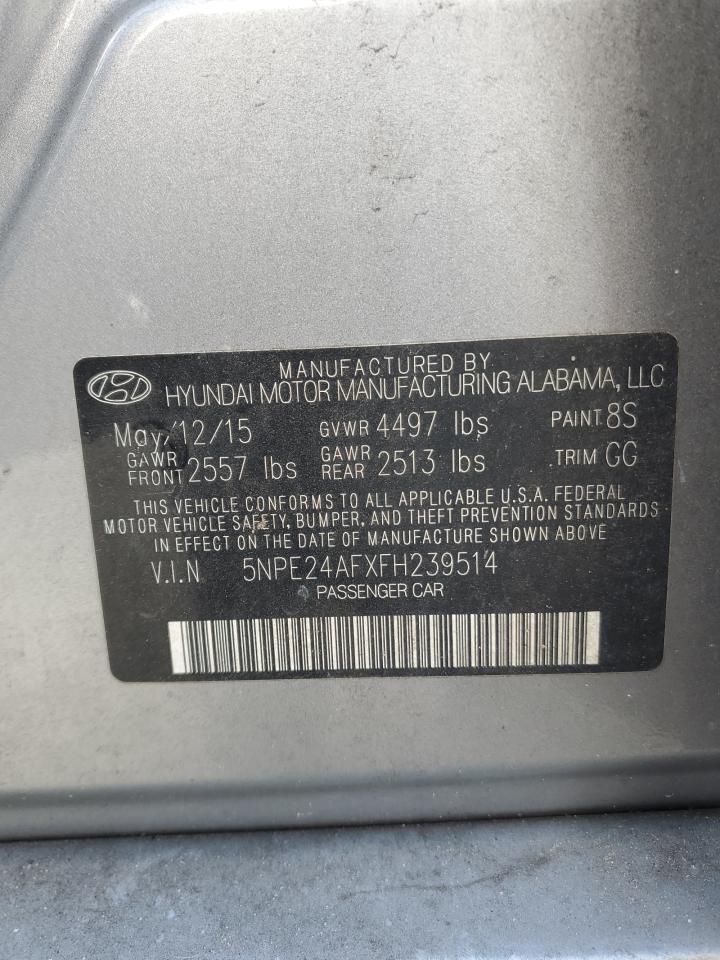 MANUFACTURED BY
HYUNDAI MOTOR MANUFACTURING ALABAMA, LLC
May/12/15 GVWR 4497 lbs PAINT 8S
GAWR FRONT 2557 lbs GAWR REAR 2513 lbs TRIM GG
THIS VEHICLE CONFORMS TO ALL APPLICABLE U.S.A. FEDERAL
MOTOR VEHICLE SAFETY, BUMPER, AND THEFT PREVENTION STANDARDS
IN EFFECT ON THE DATE OF MANUFACTURE SHOWN ABOVE
V.I.N 5NPE24AFXFH239514
PASSENGER CAR